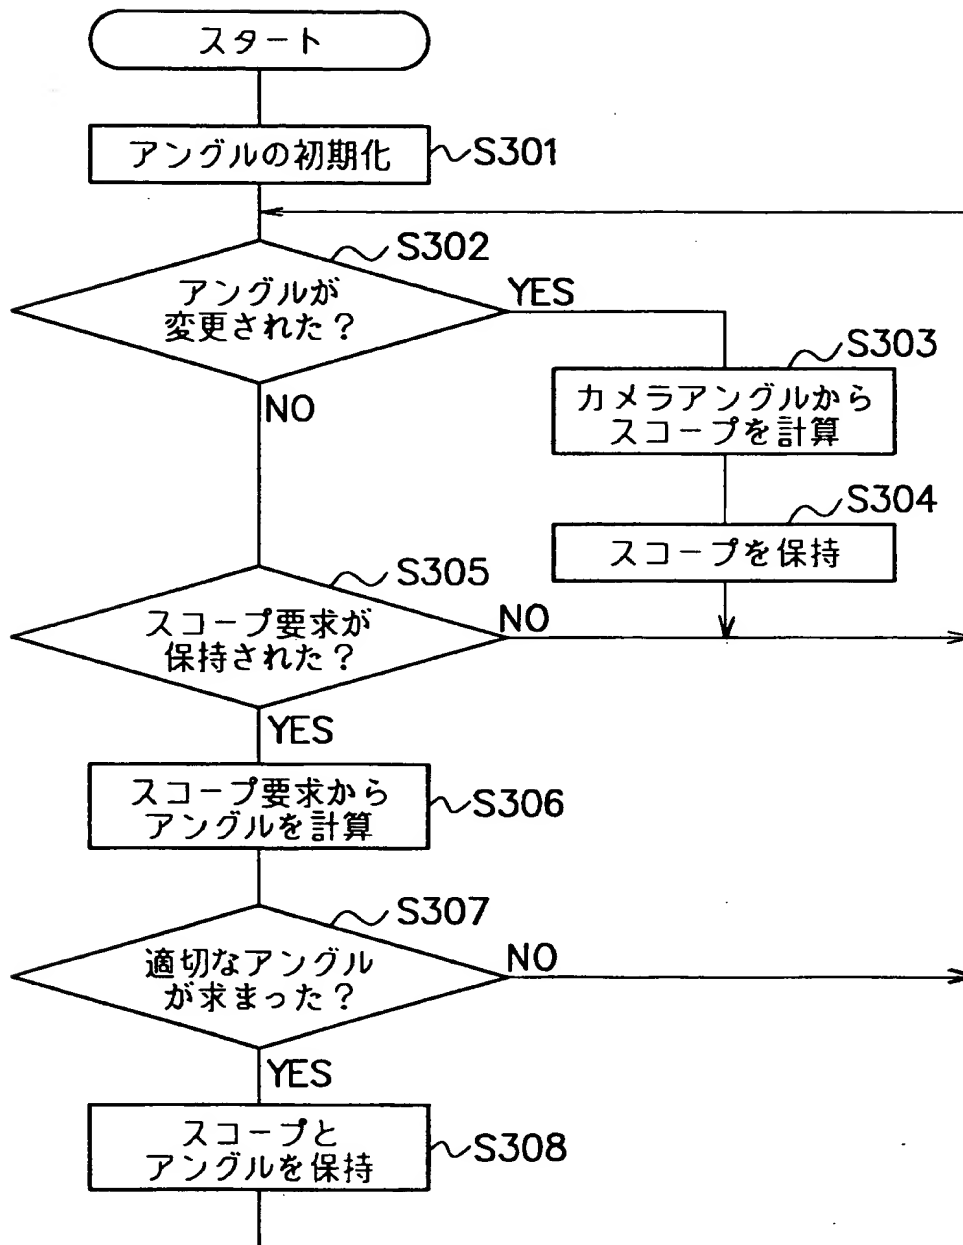 スタート
アングルの初期化
S301
S302
アングルが
変更された?
YES
NO
S303
カメラアングルから
スコープを計算
S304
スコープを保持
S305
スコープ要求が
保持された?
NO
YES
スコープ要求から
アングルを計算
S306
S307
適切なアングル
が求まった?
NO
YES
スコープと
アングルを保持
S308